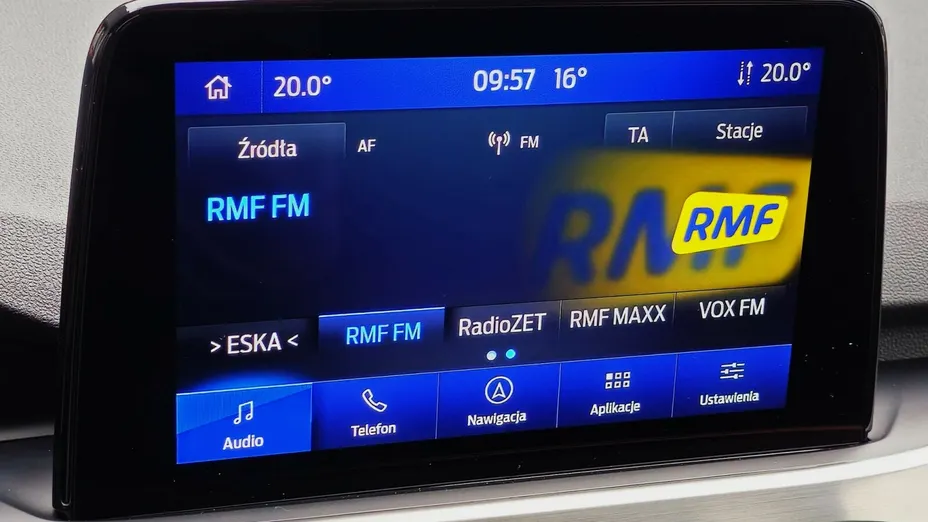 20.0° 09:57 16° 20.0°
Źródła AF FM TA Stacje
RMF FM
RMF
RMF
>ESKA< RMF FM RadioZET RMF MAXX VOX FM
Audio Telefon Nawigacja Aplikacje Ustawienia